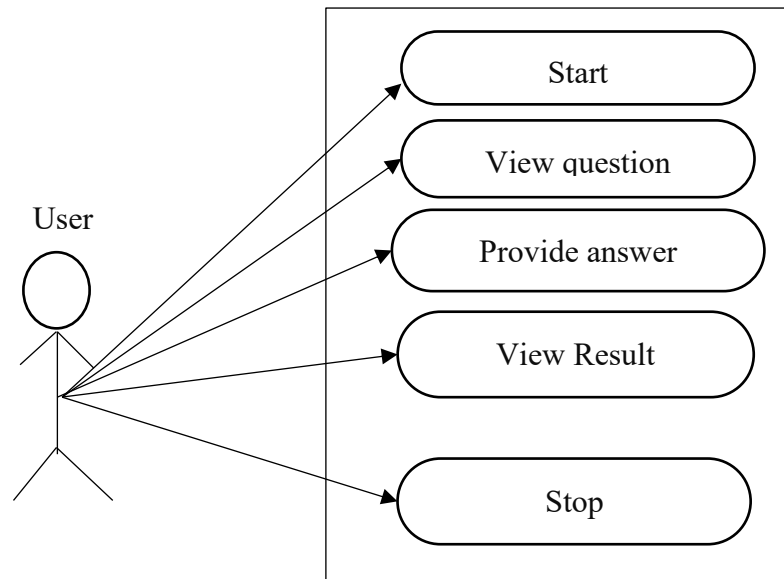 Start
View question
User
Provide answer
View Result
Stop